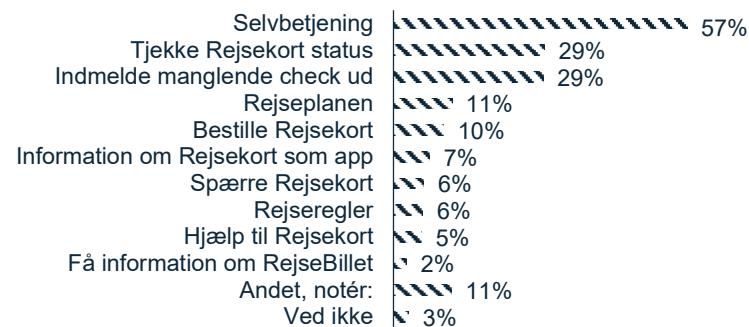 Selvbetjening 57%
Tjekke Rejsekort status 29%
Indmelde manglende check ud 29%
Rejseplanen 11%
Bestille Rejsekort 10%
Information om Rejsekort som app 7%
Spærre Rejsekort 6%
Rejseregler 6%
Hjælp til Rejsekort 5%
Få information om RejseBillet 2%
Andet, notér: 11%
Ved ikke 3%